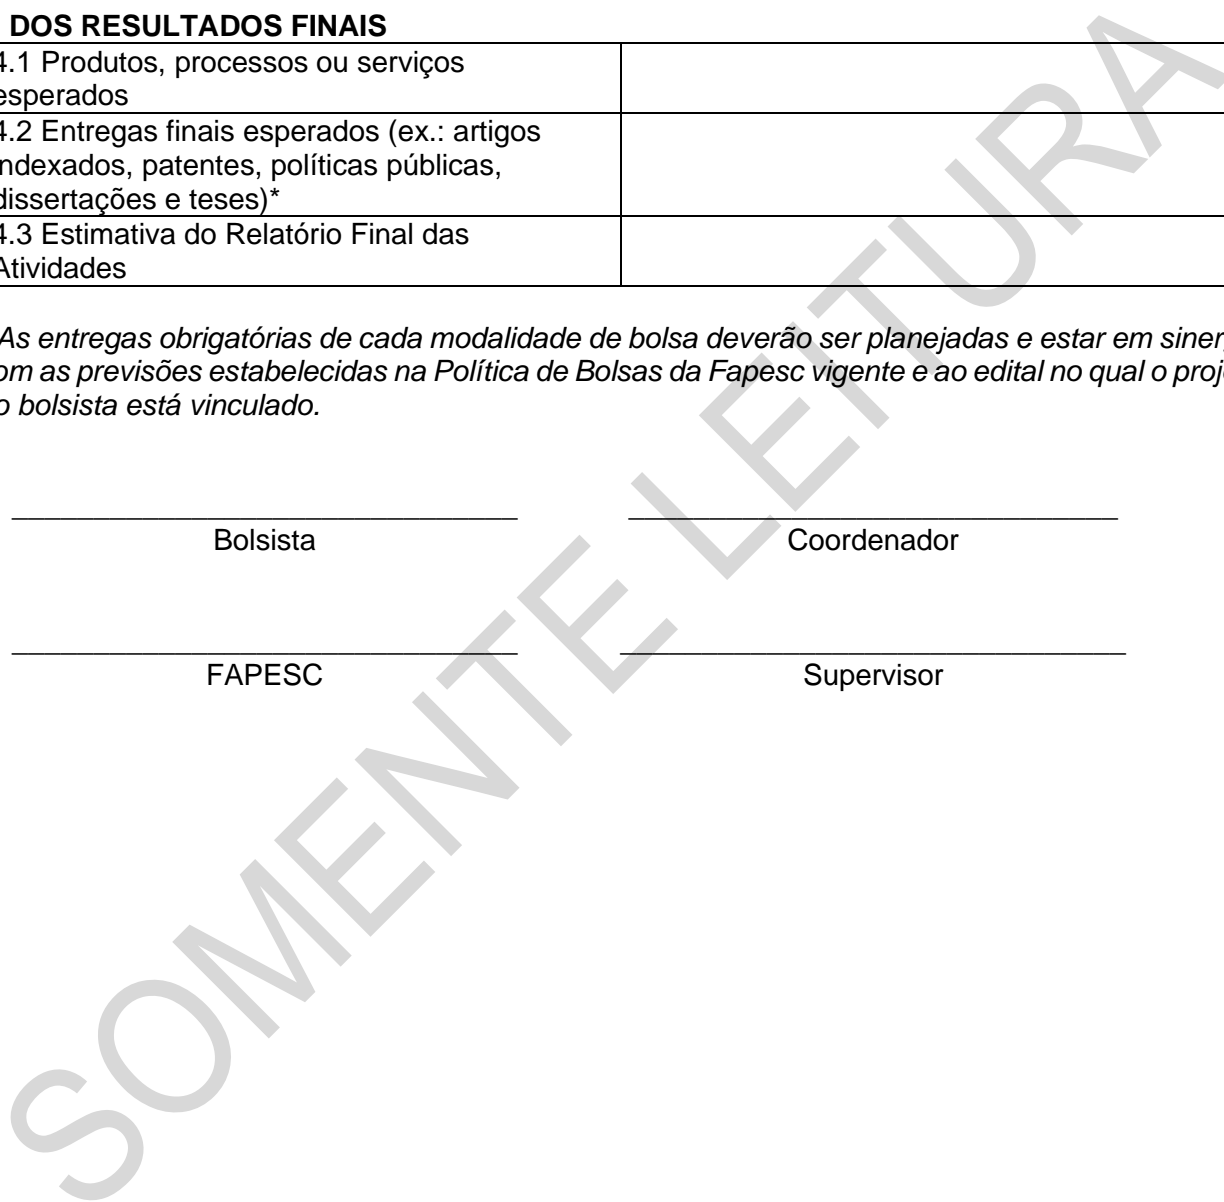 DOS RESULTADOS FINAIS
4.1 Produtos, processos ou serviços
esperados
4.2 Entregas finais esperados (ex.: artigos
indexados, patentes, políticas públicas,
dissertações e teses)*
4.3 Estimativa do Relatório Final das
Atividades
As entregas obrigatórias de cada modalidade de bolsa deverão ser planejadas e estar em siner
om as previsões estabelecidas na Política de Bolsas da Fapesc vigente e ao edital no qual o proj
o bolsista está vinculado.
Bolsista
Coordenador
FAPESC
Supervisor
SOMENTE LEITURA